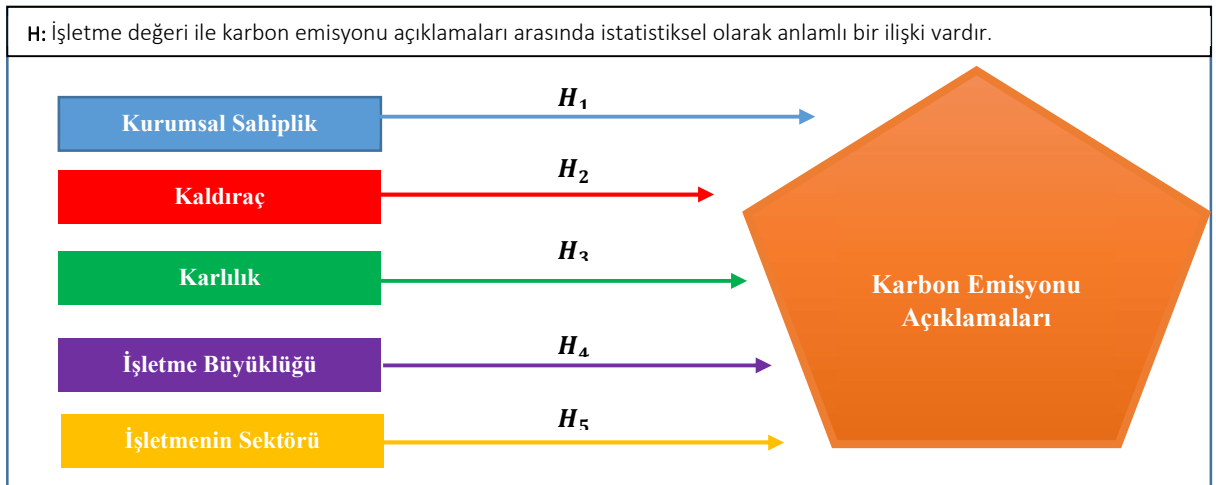 H: İşletme değeri ile karbon emisyonu açıklamaları arasında istatistiksel olarak anlamlı bir ilişki vardır.
Kurumsal Sahiplik
H₁
Kaldıraç
H₂
Karlılık
H₃
İşletme Büyüklüğü
H₄
İşletmenin Sektörü
H₅
Karbon Emisyonu
Açıklamaları